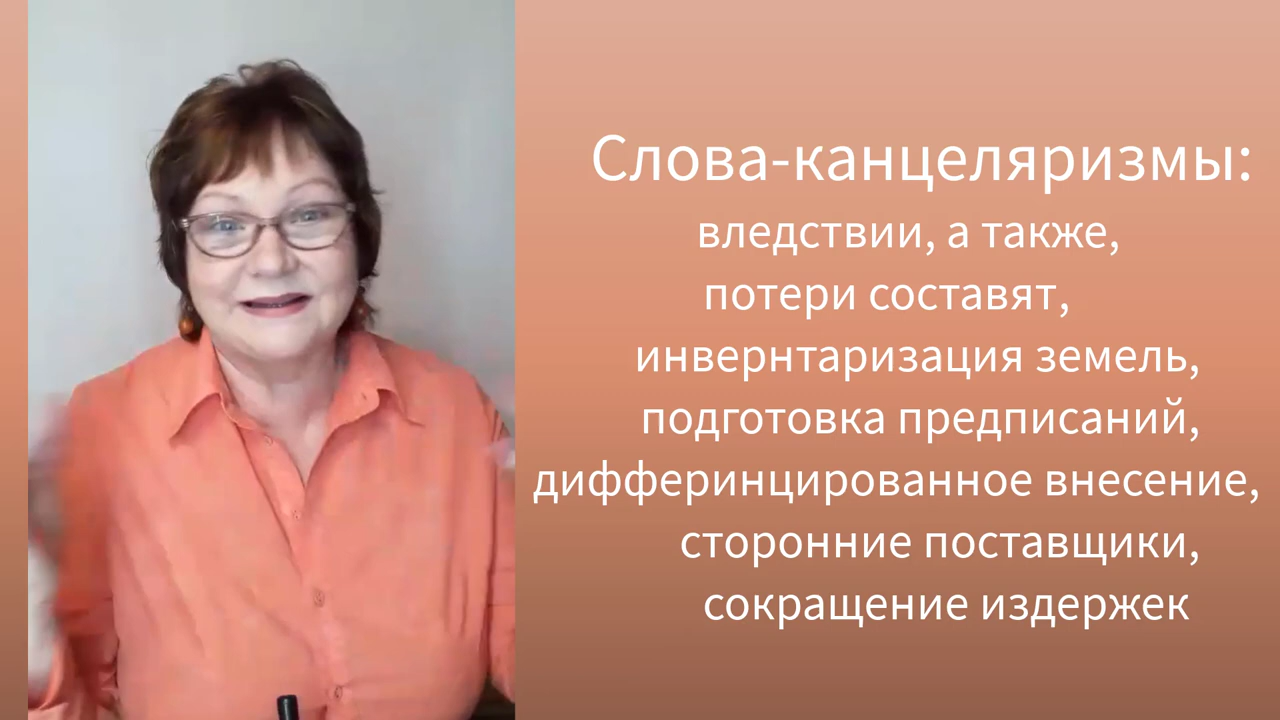 Слова-канцеляризмы:
вледствии, а также,
потери составят,
инвернтаризация земель,
подготовка предписаний,
дифферинцированное внесение,
сторонние поставщики,
сокращение издержек